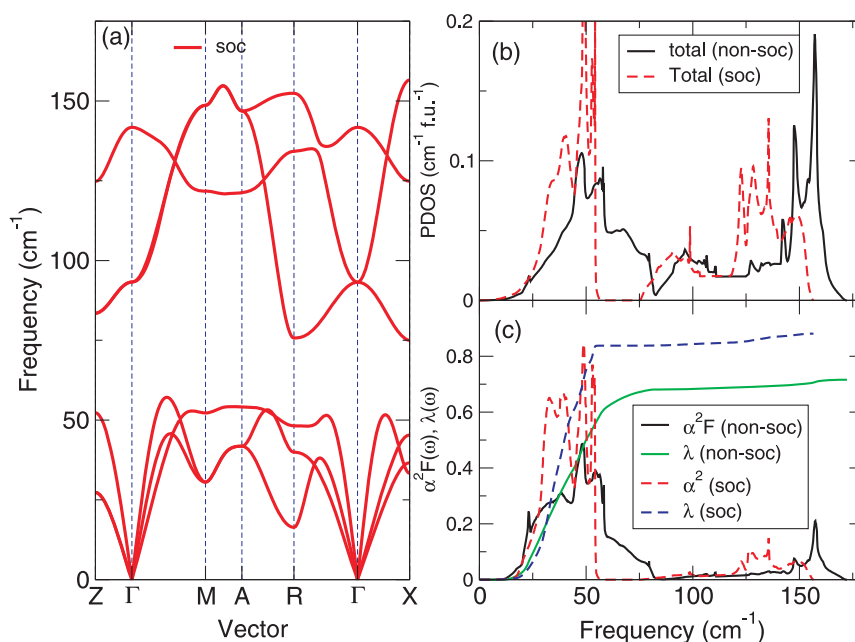 (a)
soc
Frequency (cm-1)
150
100
50
0
Z Γ M A R Γ X
Vector
(b)
total (non-soc)
Total (soc)
PDOS (cm-1 f.u.-1)
0.2
0.1
0
(c)
α2F (non-soc)
λ (non-soc)
α2 (soc)
λ (soc)
α2F(ω), λ(ω)
0.8
0.6
0.4
0.2
0
0 50 100 150
Frequency (cm-1)